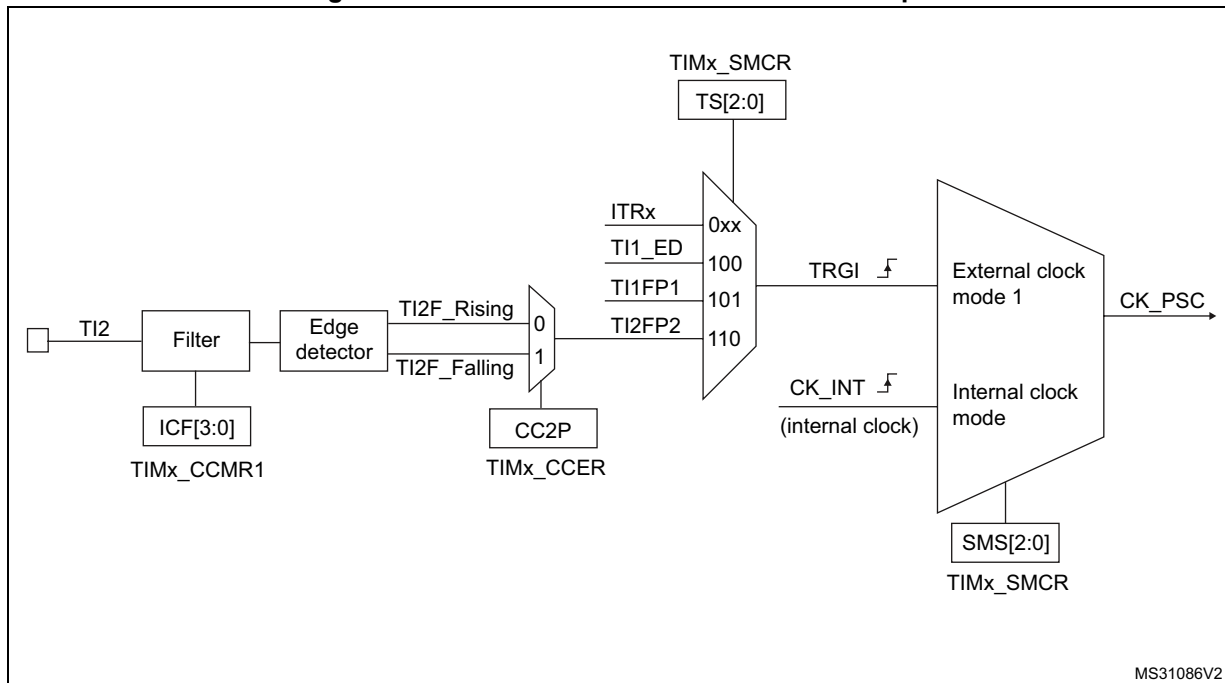 TIMx_SMCR
TS[2:0]
ITRx
0xx
TI1_ED
100
TI1FP1
101
TI2FP2
110
TRGI
External clock
mode 1
CK_PSC
TI2
Filter
Edge
detector
TI2F_Rising
0
TI2F_Falling
1
CK_INT
(internal clock)
Internal clock
mode
ICF[3:0]
TIMx_CCMR1
CC2P
TIMx_CCER
SMS[2:0]
TIMx_SMCR
MS31086V2